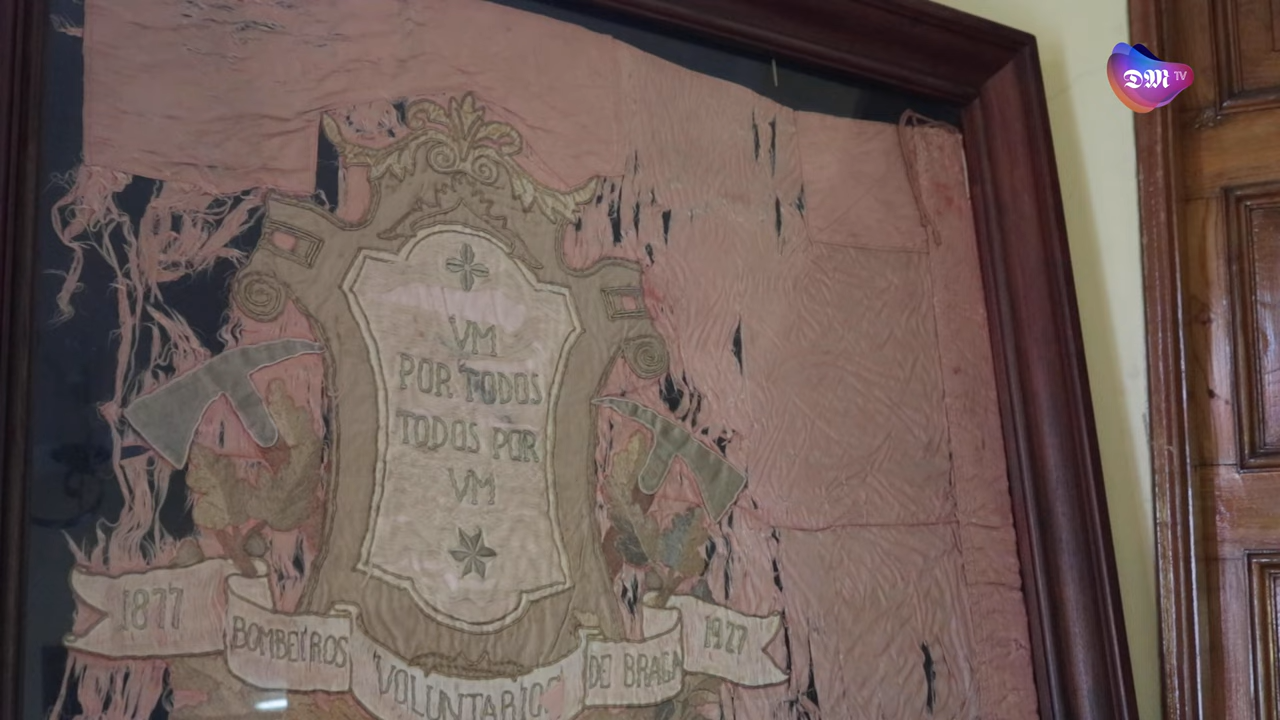 DM TV
VM
POR TODOS
TODOS POR
VM
1877
BOMBEIROS
VOLUNTARIOS
DE BRAGA
1927